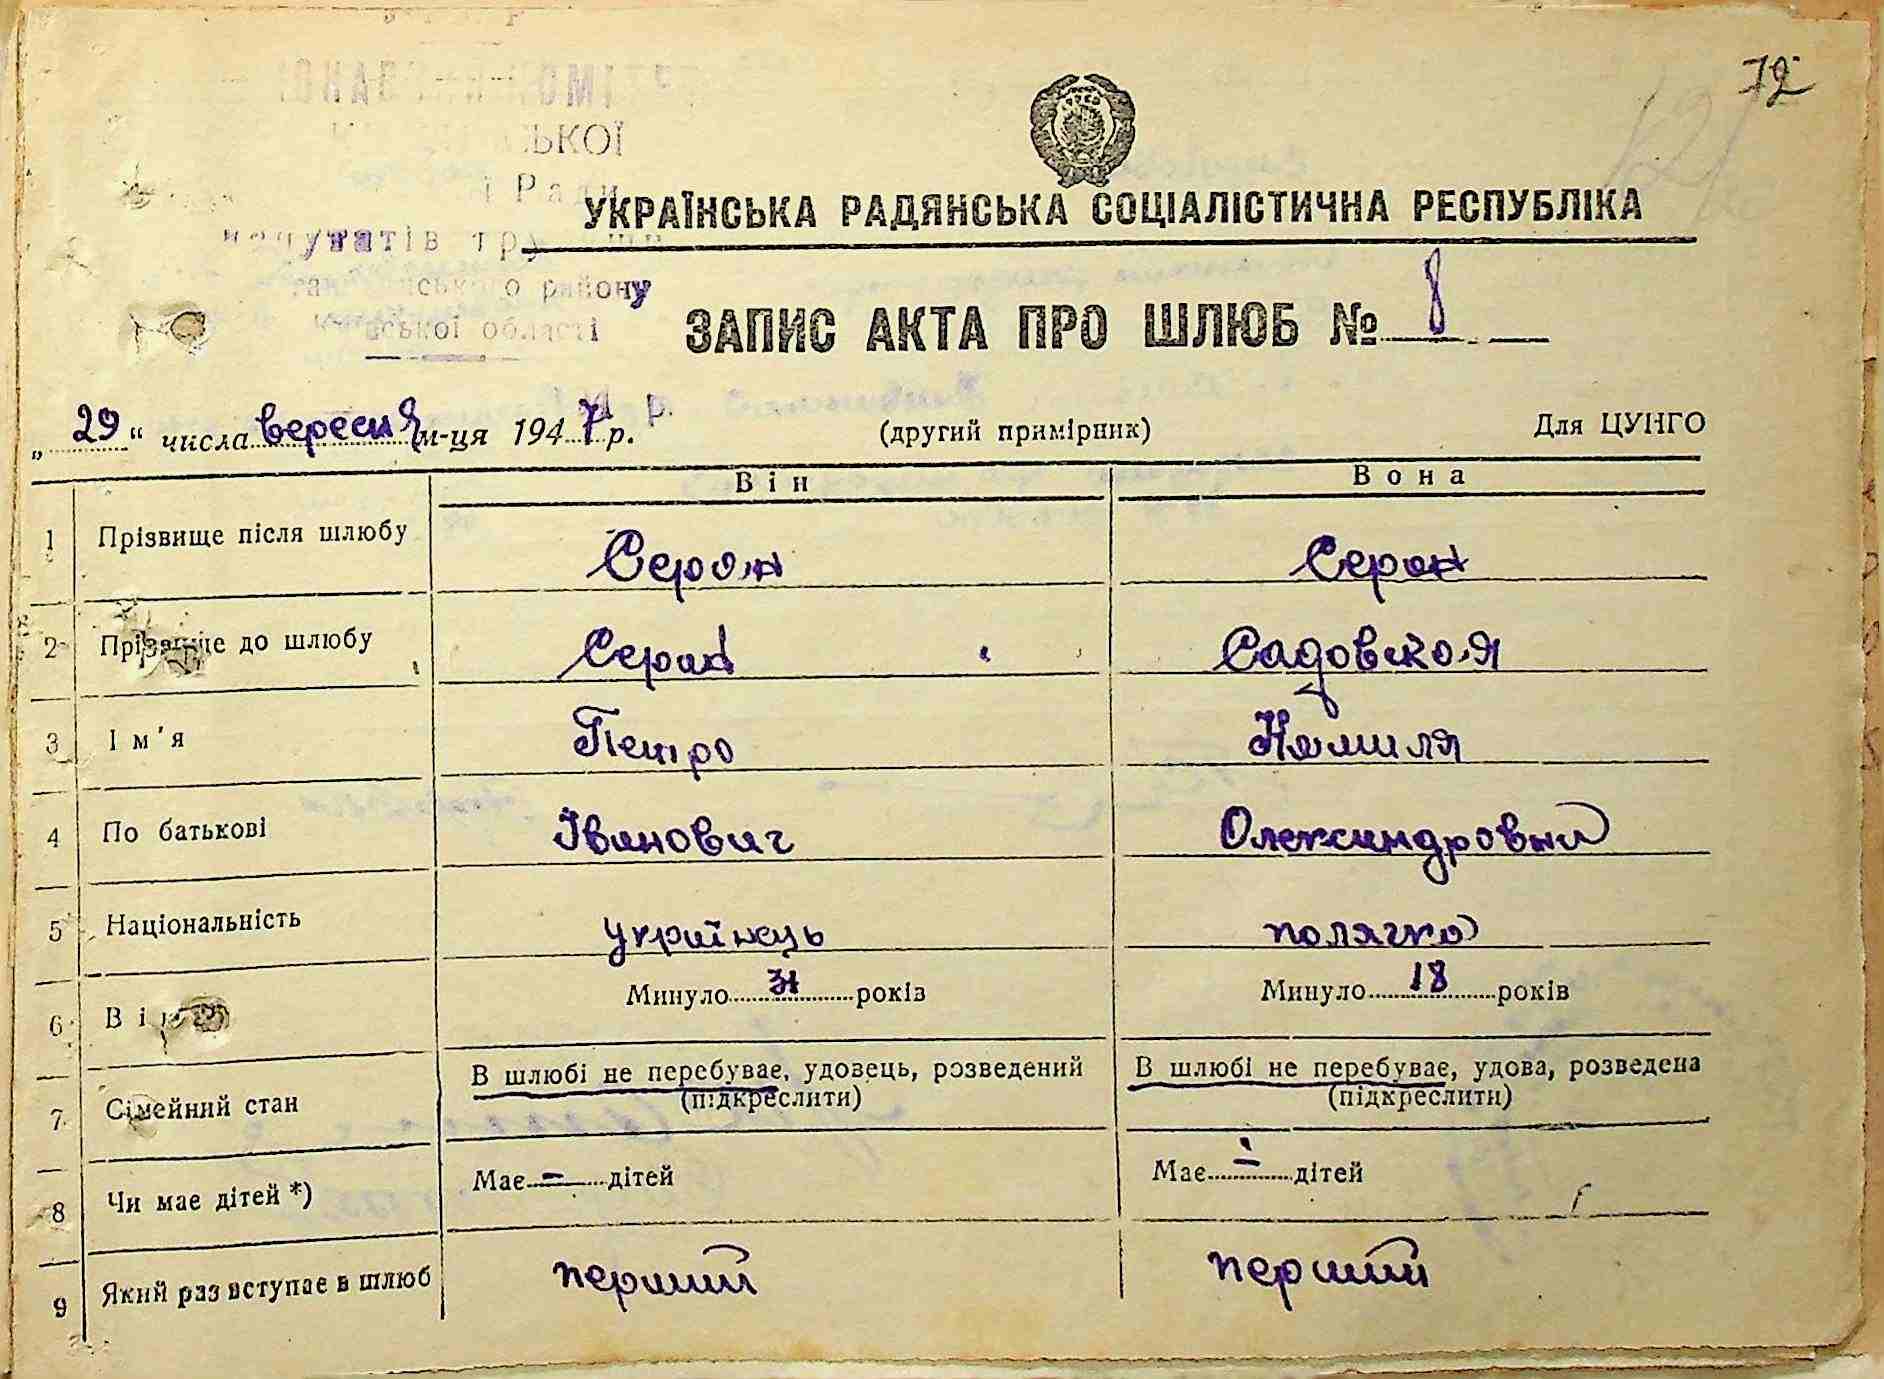 72
УКРАЇНСЬКА РАДЯНСЬКА СОЦІАЛІСТИЧНА РЕСПУБЛІКА
ЗАПИС АКТА ПРО ШЛЮБ № 8
„29“ числа вересня м-ця 1947 р.
(другий примірник)
Для ЦУНГО
Він Вона
1 Прізвище після шлюбу Серон Серон
2 Прізвище до шлюбу Серон Садовская
3 Ім'я Петро Камиля
4 По батькові Іванович Олександровна
5 Національність українець полячка
6 Вік Минуло 31 років Минуло 18 років
7 Сімейний стан В шлюбі не перебуває, удовець, розведений (підкреслити) В шлюбі не перебуває, удова, розведена (підкреслити)
8 Чи має дітей *) Має – дітей Має – дітей
9 Який раз вступає в шлюб перший перший